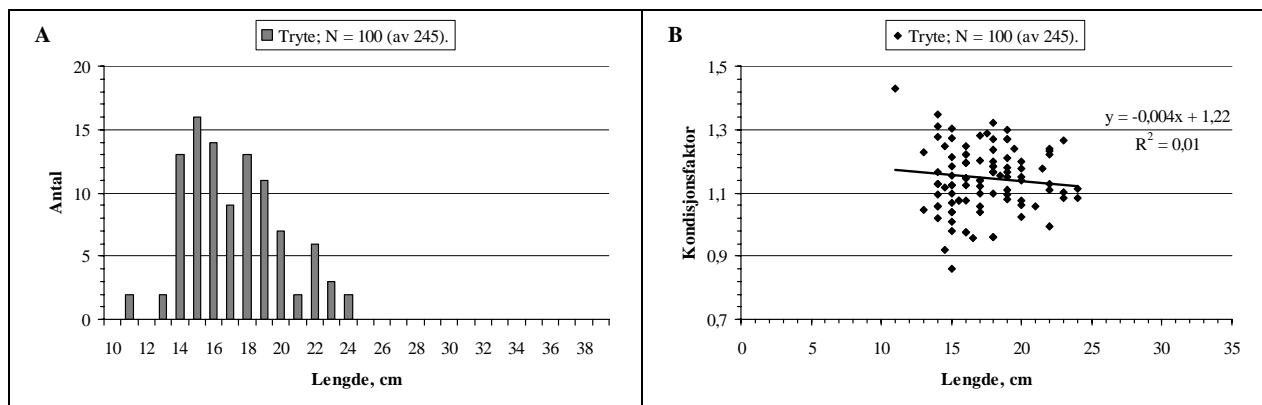 A
Tryte; N = 100 (av 245).
Antal
20
15
10
5
0
10 12 14 16 18 20 22 24 26 28 30 32 34 36 38
Lengde, cm
B
Tryte; N = 100 (av 245).
Kondisjonsfaktor
1,5
1,3
1,1
0,9
0,7
y = -0,004x + 1,22
R² = 0,01
0 5 10 15 20 25 30 35
Lengde, cm